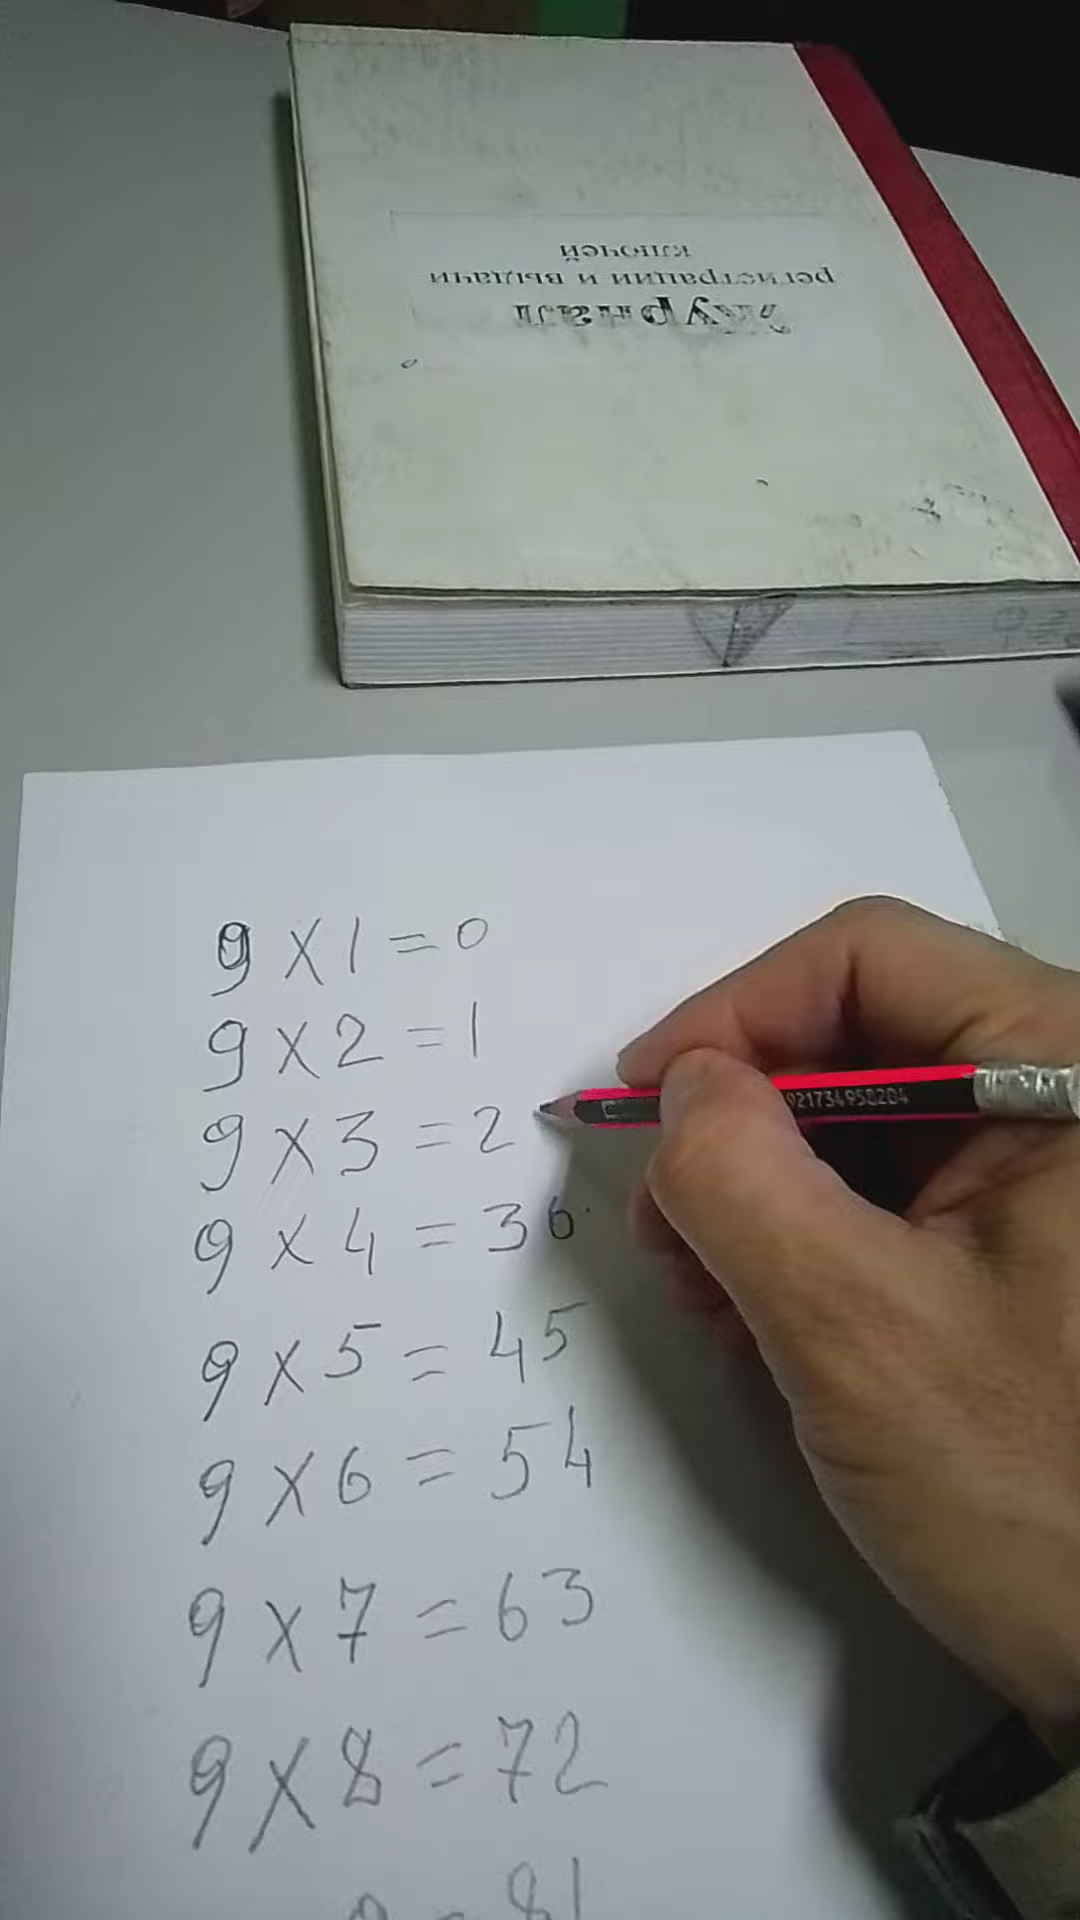 Журнал
регистрации и выдачи
ключей
9 X 1 = 0
9 X 2 = 1
9 X 3 = 2
9 X 4 = 36
9 X 5 = 45
9 X 6 = 54
9 X 7 = 63
9 X 8 = 72
= 81
921734958204